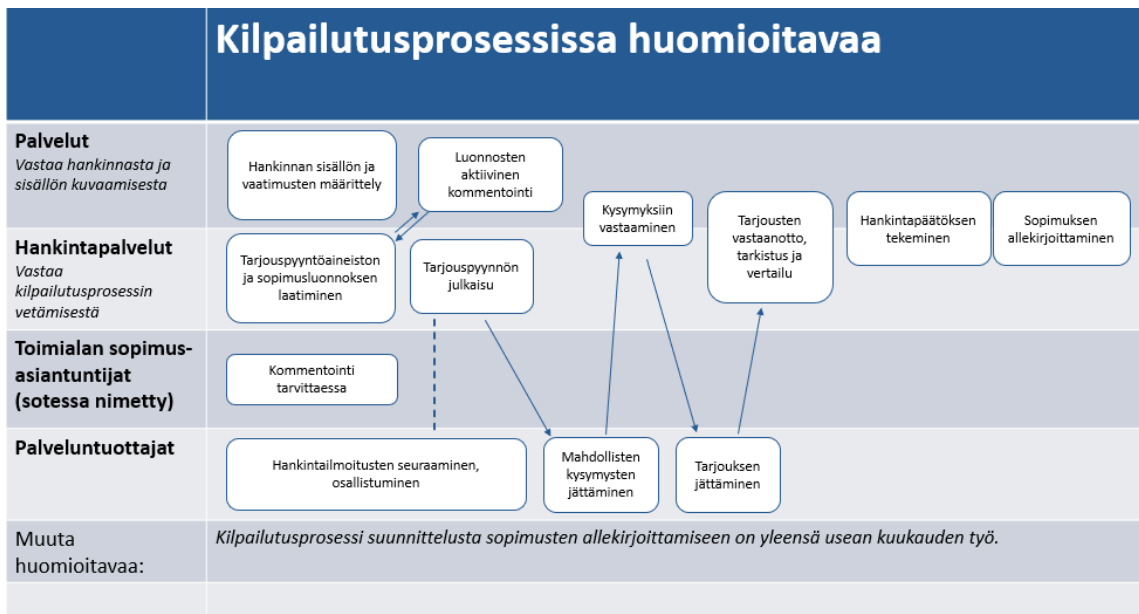 Kilpailutusprosessissa huomioitavaa
Palvelut
Vastaa hankinnasta ja
sisällön kuvaamisesta
Hankinnan sisällön ja
vaatimusten määrittely
Luonnosten
aktiivinen
kommentointi
Kysymyksiin
vastaaminen
Tarjousten
vastaanotto,
tarkistus ja
vertailu
Hankintapäätöksen
tekeminen
Sopimuksen
allekirjoittaminen
Hankintapalvelut
Vastaa
kilpailutusprosessin
vetämisestä
Tarjouspyyntöaineiston
ja sopimusluonnoksen
laatiminen
Tarjouspyynnön
julkaisu
Toimialan sopimus-
asiantuntijat
(sotessa nimetty)
Kommentointi
tarvittaessa
Palveluntuottajat
Hankintailmoitusten seuraaminen,
osallistuminen
Mahdollisten
kysymysten
jättäminen
Tarjouksen
jättäminen
Muuta
huomioitavaa:
Kilpailutusprosessi suunnittelusta sopimusten allekirjoittamiseen on yleensä usean kuukauden työ.